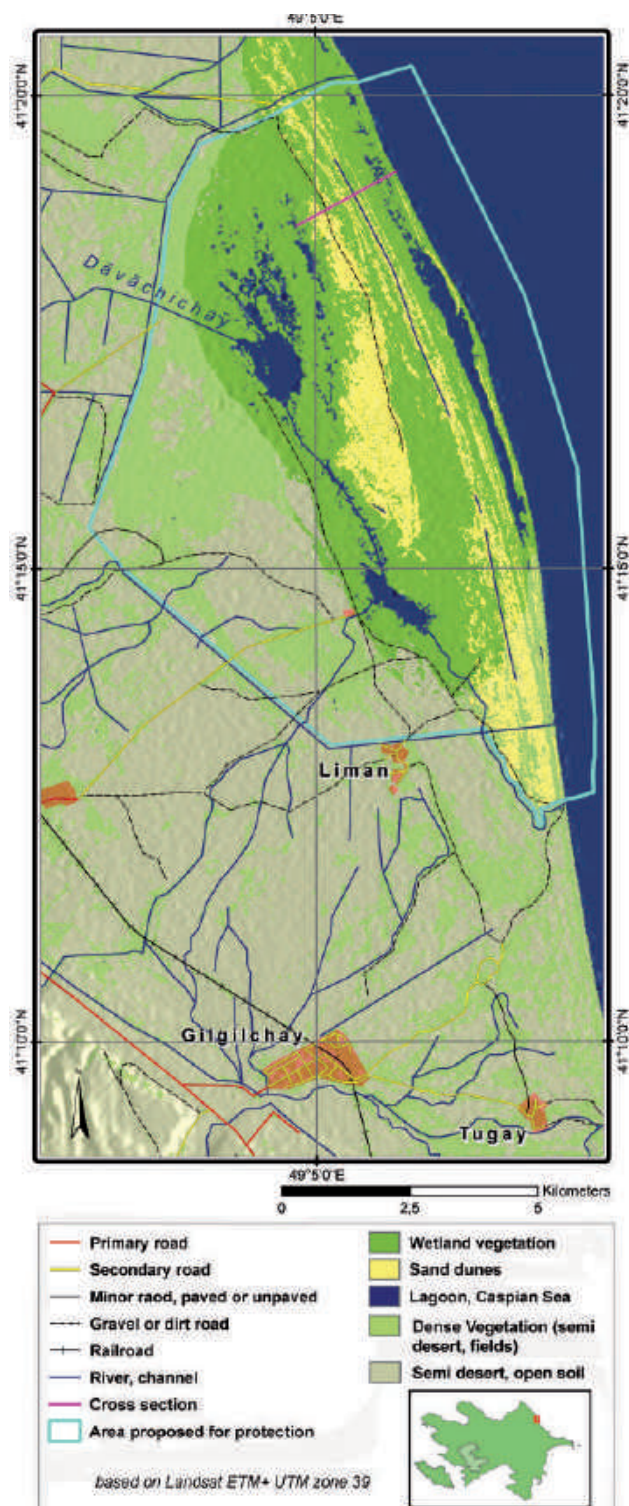 49°5'0"E
41°20'0"N
41°20'0"N
Däväçhichay
41°15'0"N
41°15'0"N
Liman
Gilgilchay
41°10'0"N
41°10'0"N
Tugay
49°5'0"E
Kilometers
0 2,5 5
Primary road
Secondary road
Minor raod, paved or unpaved
Gravel or dirt road
Railroad
River, channel
Cross section
Area proposed for protection
Wetland vegetation
Sand dunes
Lagoon, Caspian Sea
Dense Vegetation (semi
desert, fields)
Semi desert, open soil
based on Landsat ETM+ UTM zone 39